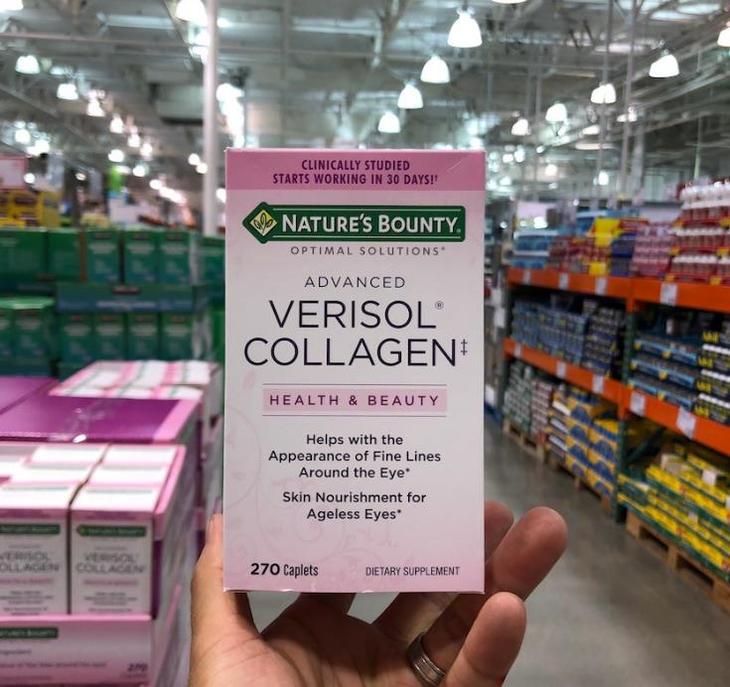 CLINICALLY STUDIED
STARTS WORKING IN 30 DAYS!†
NATURE'S BOUNTY®
OPTIMAL SOLUTIONS®
ADVANCED
VERISOL®
COLLAGEN‡
HEALTH & BEAUTY
Helps with the
Appearance of Fine Lines
Around the Eye*
Skin Nourishment for
Ageless Eyes*
270 Caplets
DIETARY SUPPLEMENT
VERISOL
COLLAGEN
VERISOL
COLLAGEN
270